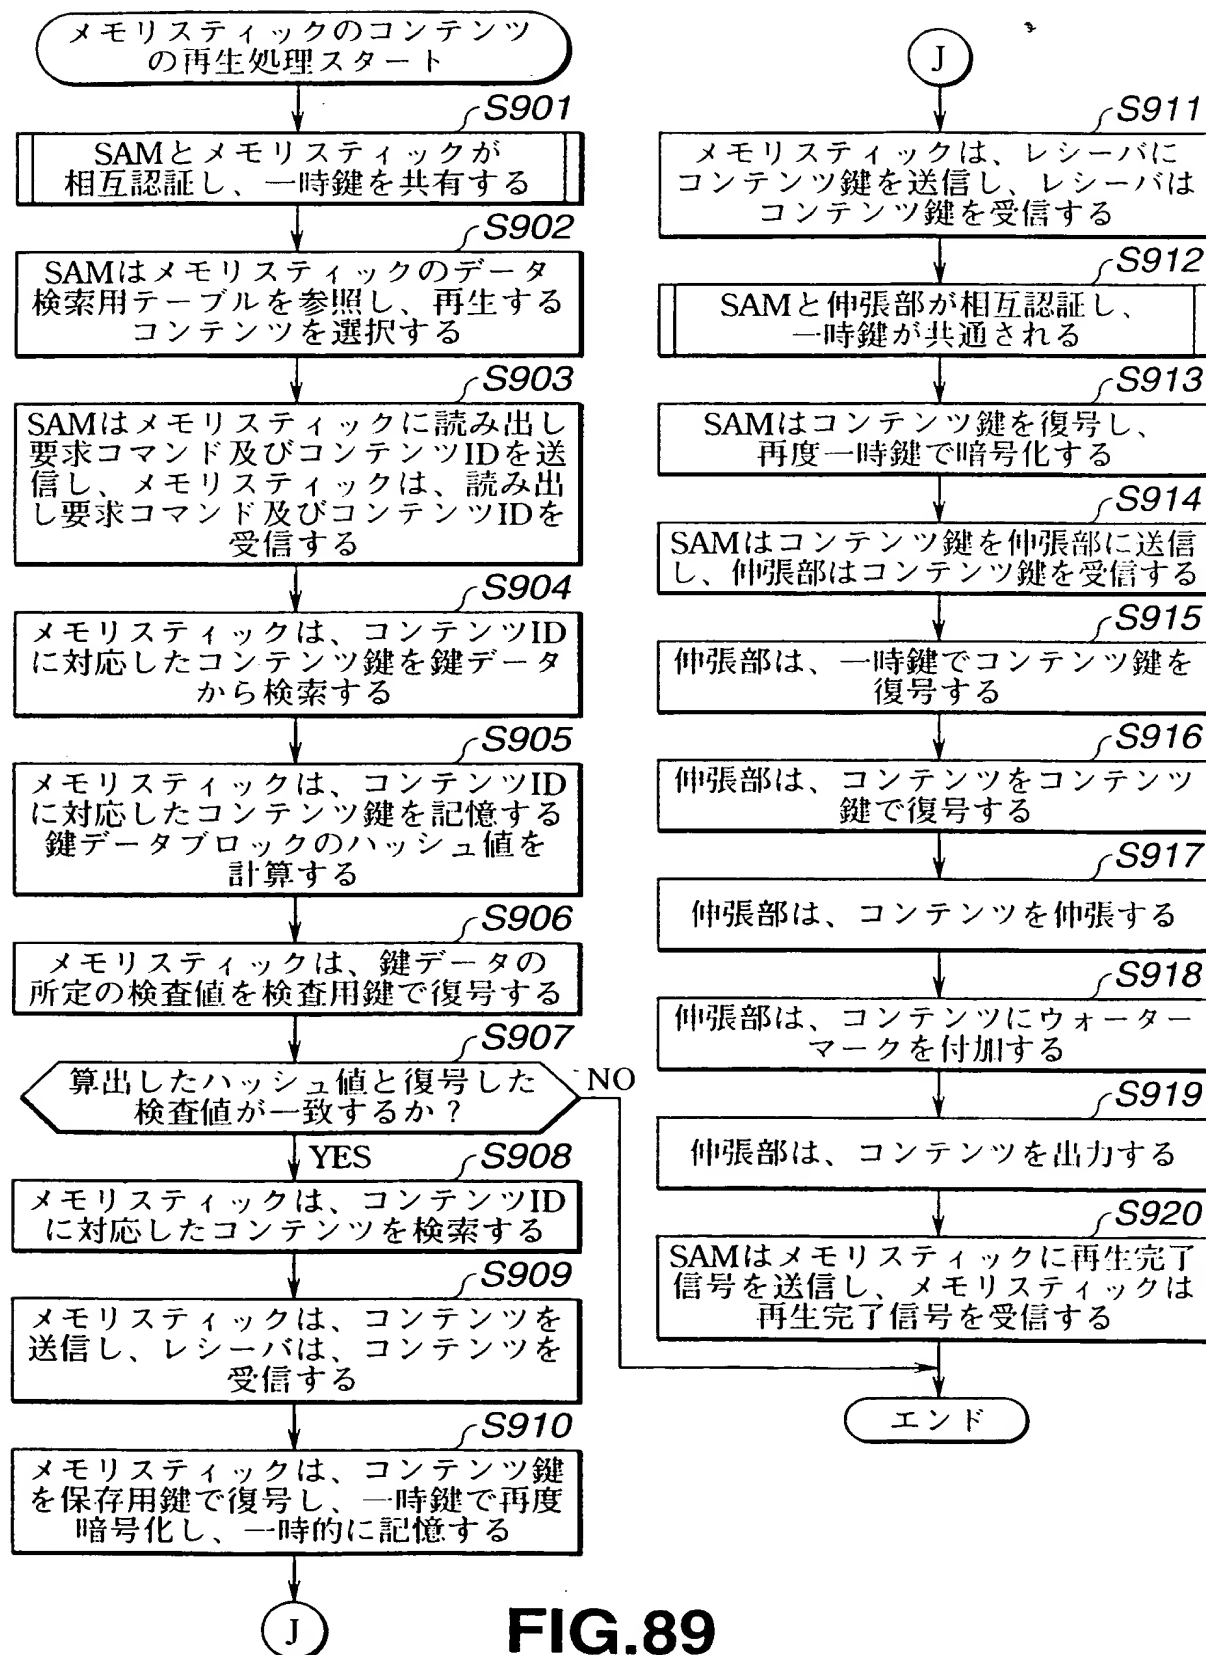 メモリスティックのコンテンツ
の再生処理スタート
S901
SAMとメモリスティックが
相互認証し、一時鍵を共有する
S902
SAMはメモリスティックのデータ
検索用テーブルを参照し、再生する
コンテンツを選択する
S903
SAMはメモリスティックに読み出し
要求コマンド及びコンテンツIDを送
信し、メモリスティックは、読み出
し要求コマンド及びコンテンツIDを
受信する
S904
メモリスティックは、コンテンツID
に対応したコンテンツ鍵を鍵データ
から検索する
S905
メモリスティックは、コンテンツID
に対応したコンテンツ鍵を記憶する
鍵データブロックのハッシュ値を
計算する
S906
メモリスティックは、鍵データの
所定の検査値を検査用鍵で復号する
S907
算出したハッシュ値と復号した
検査値が一致するか?
NO
YES
S908
メモリスティックは、コンテンツID
に対応したコンテンツを検索する
S909
メモリスティックは、コンテンツを
送信し、レシーバは、コンテンツを
受信する
S910
メモリスティックは、コンテンツ鍵
を保存用鍵で復号し、一時鍵で再度
暗号化し、一時的に記憶する
J
J
S911
メモリスティックは、レシーバに
コンテンツ鍵を送信し、レシーバは
コンテンツ鍵を受信する
S912
SAMと伸張部が相互認証し、
一時鍵が共通される
S913
SAMはコンテンツ鍵を復号し、
再度一時鍵で暗号化する
S914
SAMはコンテンツ鍵を伸張部に送信
し、伸張部はコンテンツ鍵を受信する
S915
伸張部は、一時鍵でコンテンツ鍵を
復号する
S916
伸張部は、コンテンツをコンテンツ
鍵で復号する
S917
伸張部は、コンテンツを伸張する
S918
伸張部は、コンテンツにウォーター
マークを付加する
S919
伸張部は、コンテンツを出力する
S920
SAMはメモリスティックに再生完了
信号を送信し、メモリスティックは
再生完了信号を受信する
エンド
FIG.89